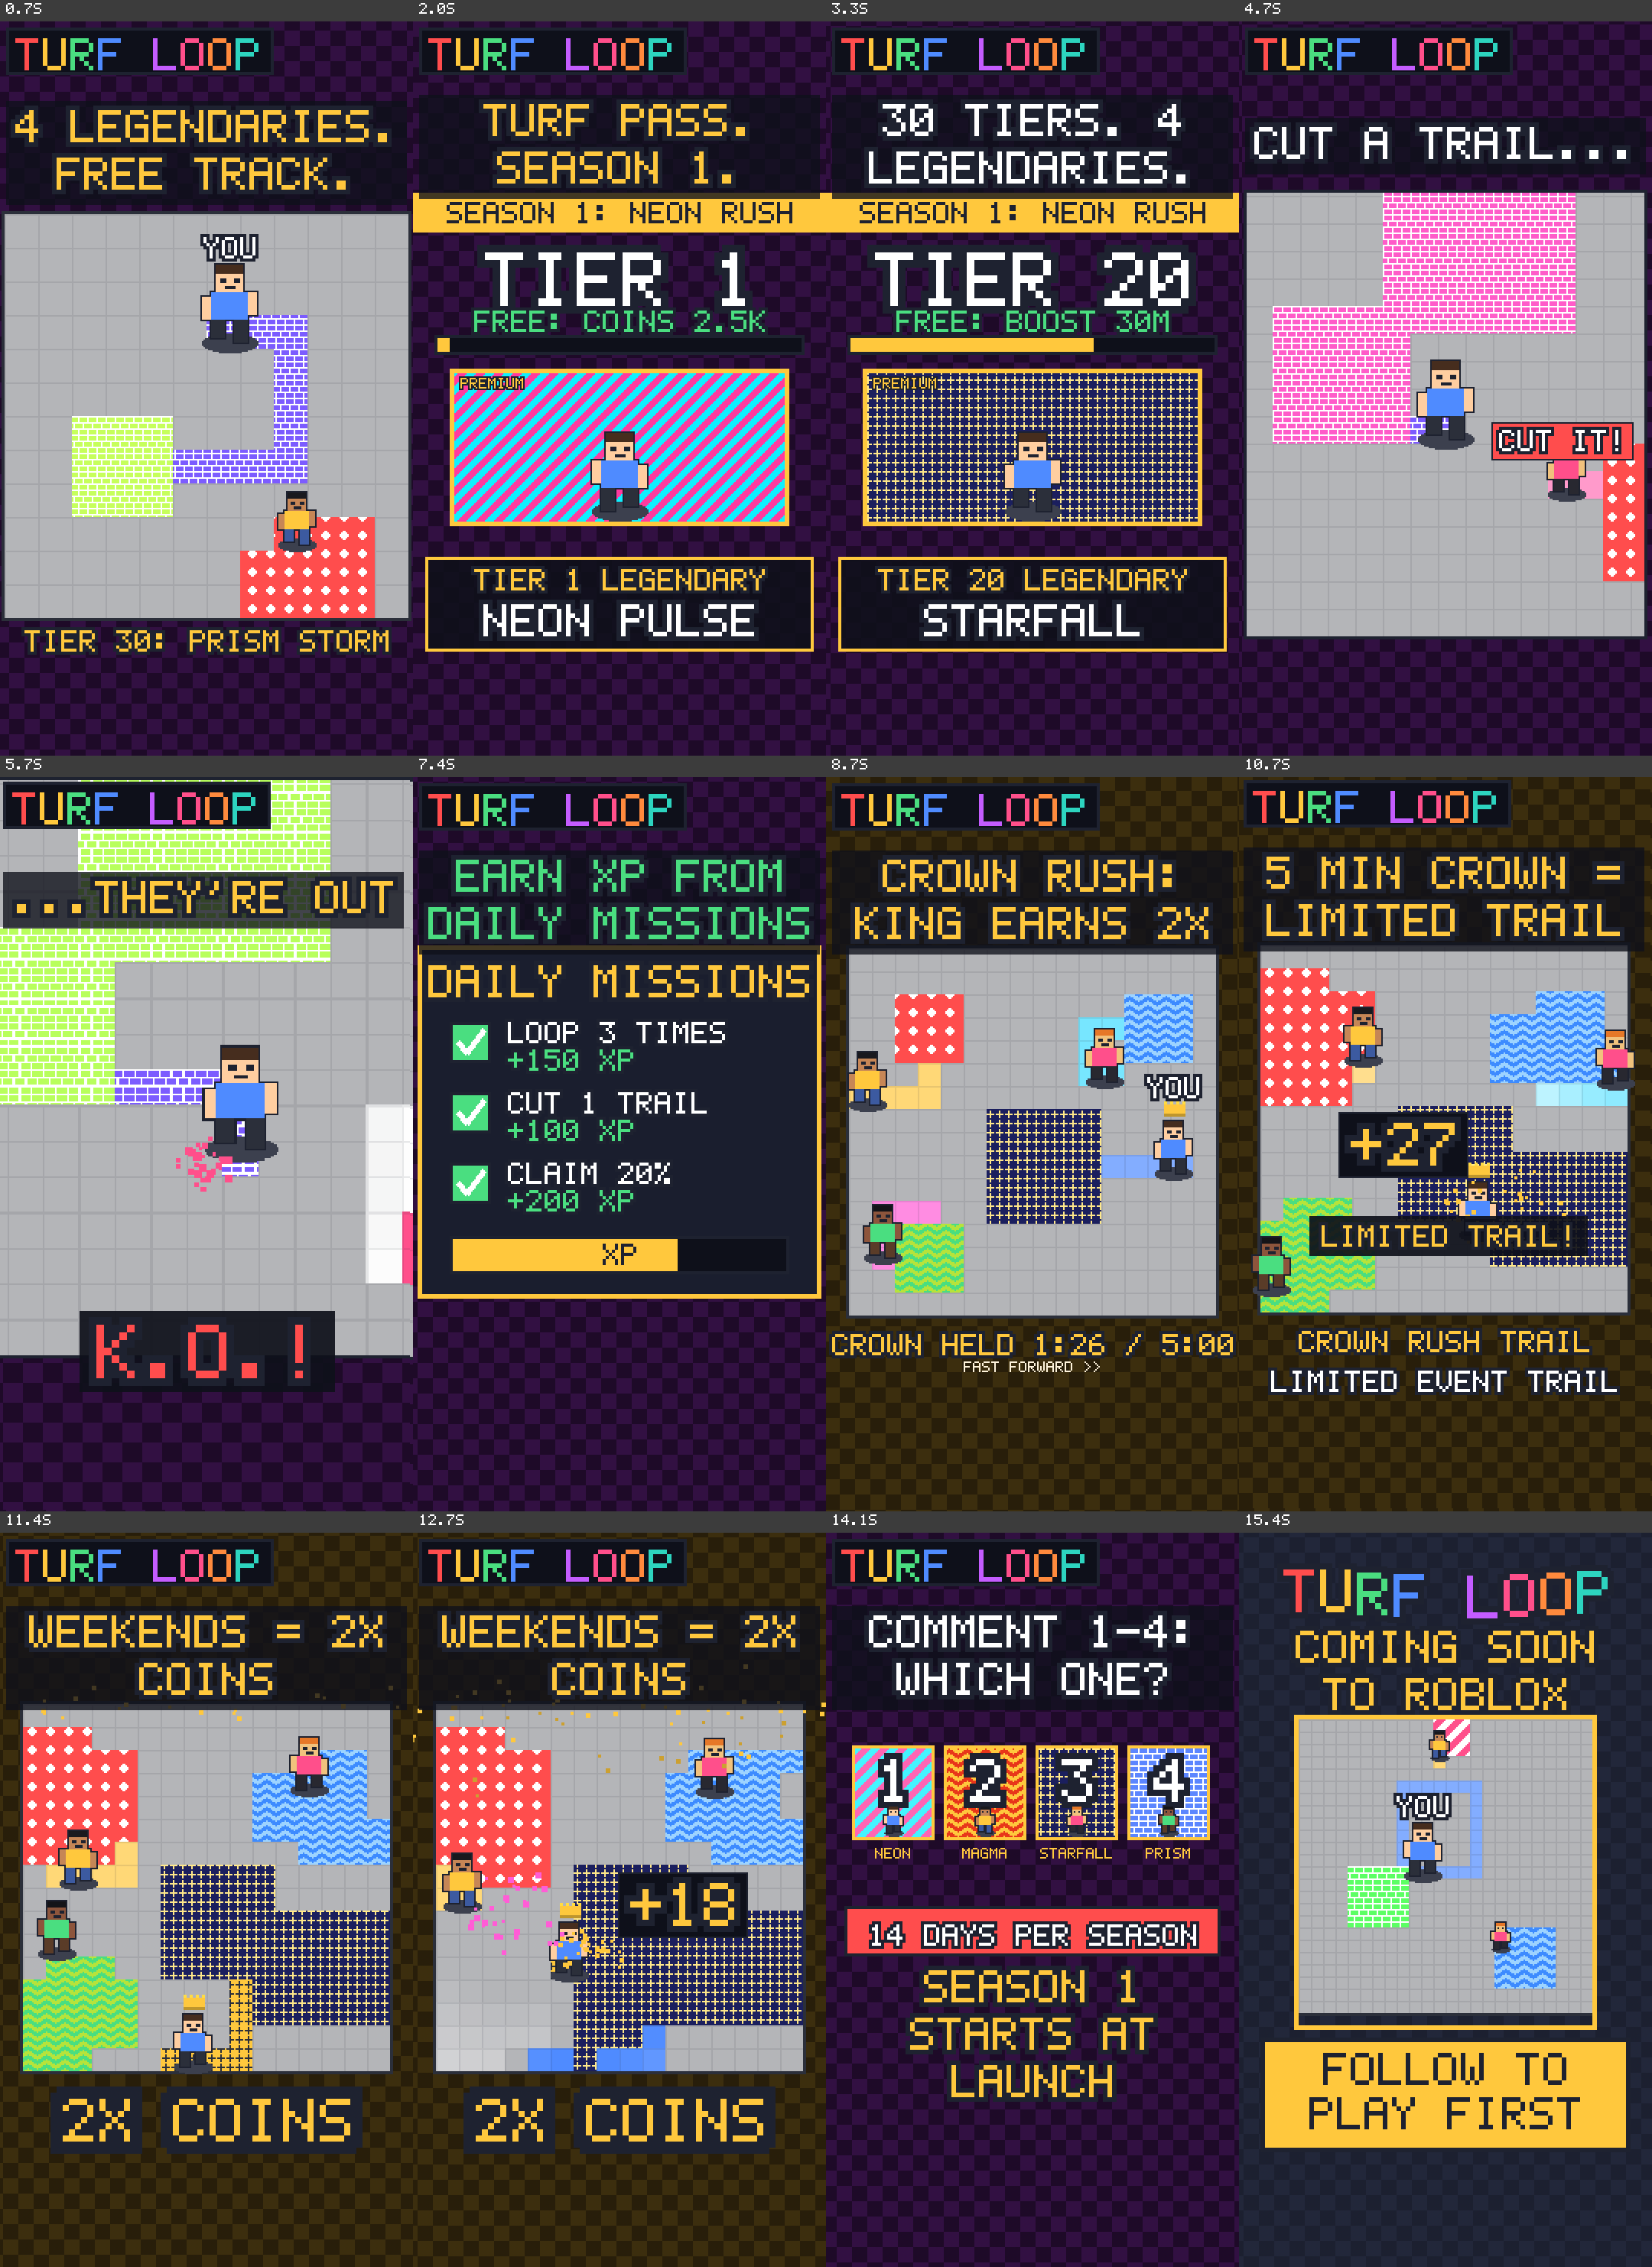 0.7S
TURF LOOP
4 LEGENDARIES.
FREE TRACK.
YOU
TIER 30: PRISM STORM
2.0S
TURF LOOP
TURF PASS.
SEASON 1.
SEASON 1: NEON RUSH
TIER 1
FREE: COINS 2.5K
PREMIUM
TIER 1 LEGENDARY
NEON PULSE
3.3S
TURF LOOP
30 TIERS. 4
LEGENDARIES.
SEASON 1: NEON RUSH
TIER 20
FREE: BOOST 30M
PREMIUM
TIER 20 LEGENDARY
STARFALL
4.7S
TURF LOOP
CUT A TRAIL...
CUT IT!
5.7S
TURF LOOP
...THEY'RE OUT
K.O.!
7.4S
TURF LOOP
EARN XP FROM
DAILY MISSIONS
DAILY MISSIONS
LOOP 3 TIMES
+150 XP
CUT 1 TRAIL
+100 XP
CLAIM 20%
+200 XP
XP
8.7S
TURF LOOP
CROWN RUSH:
KING EARNS 2X
YOU
CROWN HELD 1:26 / 5:00
FAST FORWARD >>
10.7S
TURF LOOP
5 MIN CROWN =
LIMITED TRAIL
+27
LIMITED TRAIL!
CROWN RUSH TRAIL
LIMITED EVENT TRAIL
11.4S
TURF LOOP
WEEKENDS = 2X
COINS
2X COINS
12.7S
TURF LOOP
WEEKENDS = 2X
COINS
+18
2X COINS
14.1S
TURF LOOP
COMMENT 1-4:
WHICH ONE?
1 2 3 4
NEON MAGMA STARFALL PRISM
14 DAYS PER SEASON
SEASON 1
STARTS AT
LAUNCH
15.4S
TURF LOOP
COMING SOON
TO ROBLOX
YOU
FOLLOW TO
PLAY FIRST